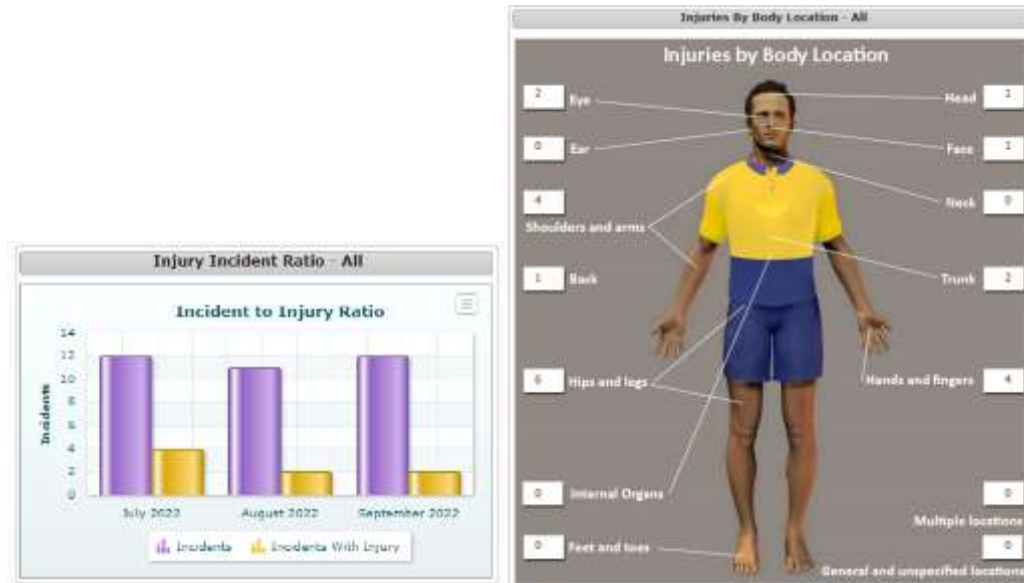 Injury Incident Ratio - All
Incident to Injury Ratio
Incidents
14
12
10
8
6
4
2
0
July 2022
August 2022
September 2022
Incidents
Incidents With Injury
Injuries By Body Location - All
Injuries by Body Location
2 Eye
Head 1
0 Ear
Face 1
4
Shoulders and arms
Neck 0
1 Back
Trunk 2
6 Hips and legs
Hands and fingers 4
0 Internal Organs
0
Multiple locations
0 Feet and toes
0
General and unspecified locations